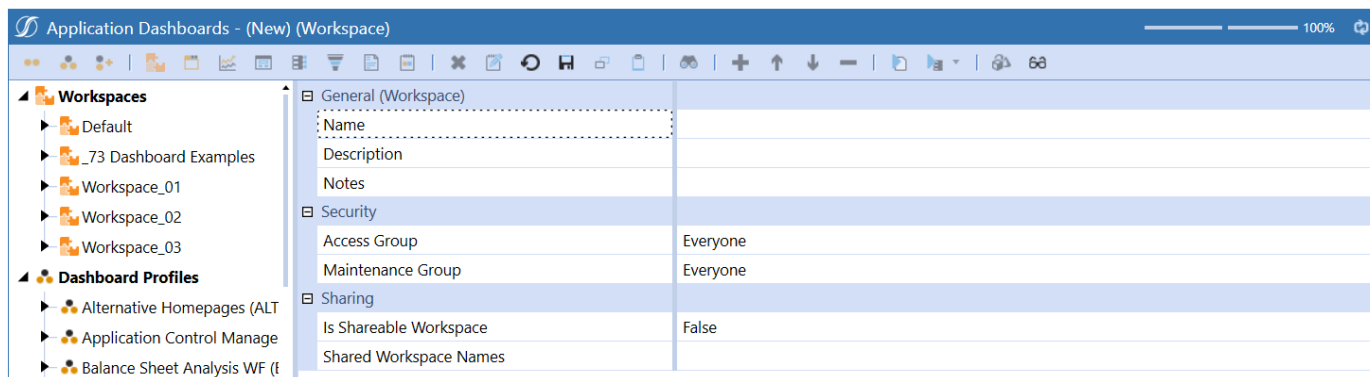 Application Dashboards - (New) (Workspace)
100%
Workspaces
Default
_73 Dashboard Examples
Workspace_01
Workspace_02
Workspace_03
Dashboard Profiles
Alternative Homepages (ALT
Application Control Manage
Balance Sheet Analysis WF (
General (Workspace)
Name
Description
Notes
Security
Access Group Everyone
Maintenance Group Everyone
Sharing
Is Shareable Workspace False
Shared Workspace Names